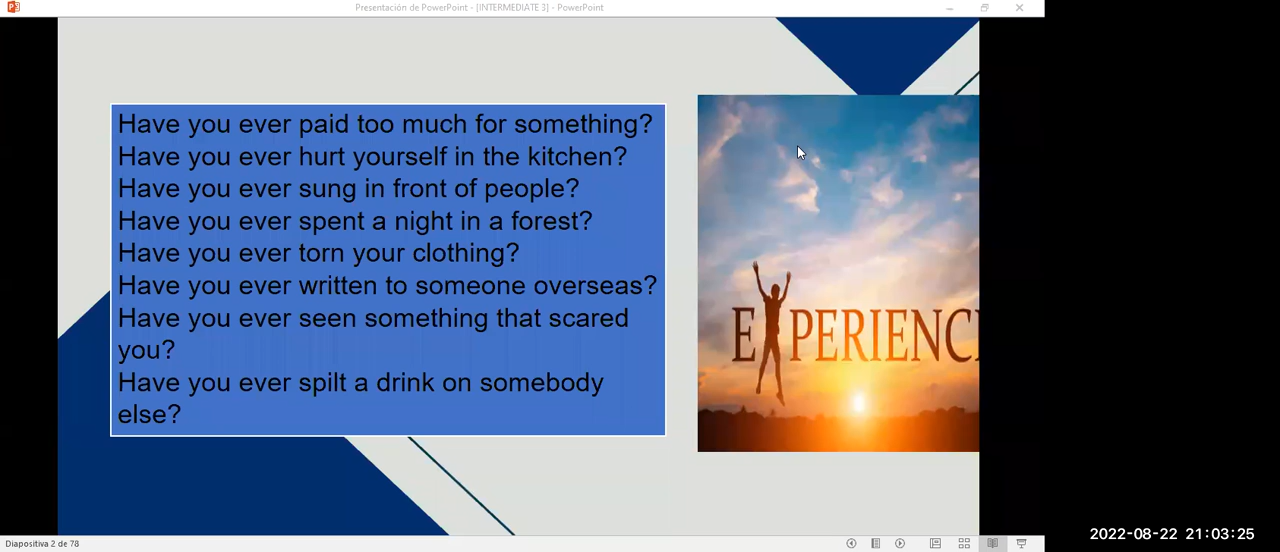 Presentación de PowerPoint - [INTERMEDIATE 3] - PowerPoint
Have you ever paid too much for something?
Have you ever hurt yourself in the kitchen?
Have you ever sung in front of people?
Have you ever spent a night in a forest?
Have you ever torn your clothing?
Have you ever written to someone overseas?
Have you ever seen something that scared
you?
Have you ever spilt a drink on somebody
else?
EXPERIENC
Diapositiva 2 de 78
2022-08-22 21:03:25